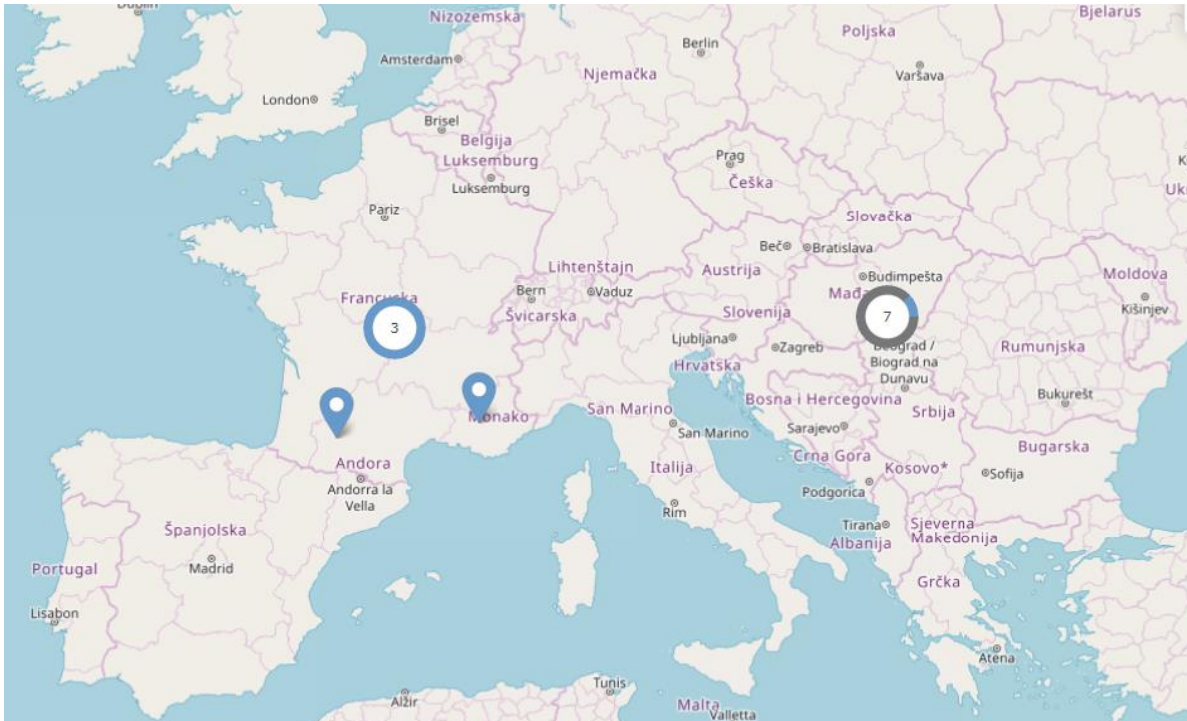 Nizozemska
Bjelarus
Poljska
Berlin
Amsterdam
Njemačka
Varšava
London
Brisel
Belgija
Luksemburg
Luksemburg
Prag
Češka
Pariz
Slovačka
Beč
Bratislava
Lihtenštajn
Austrija
Budimpešta
Moldova
Bern
Vaduz
Švicarska
Slovenija
Kišinjev
3
7
Ljubljana
Zagreb
Beograd /
Biograd na
Dunavu
Rumunjska
Hrvatska
Bukurešt
Bosna i Hercegovina
Srbija
Monako
San Marino
San Marino
Sarajevo
Bugarska
Crna Gora
Kosovo*
Sofija
Andora
Andorra la
Vella
Italija
Podgorica
Rim
Tirana
Sjeverna
Makedonija
Albanija
Španjolska
Madrid
Portugal
Grčka
Lisabon
Atena
Alžir
Tunis
Malta
Valletta